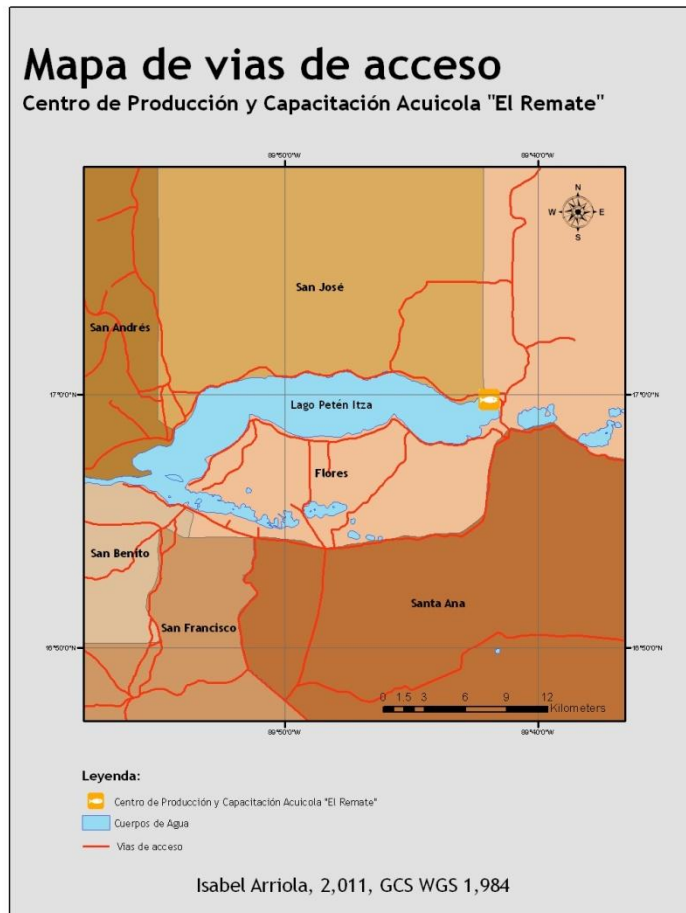 Mapa de vias de acceso
Centro de Producción y Capacitación Acuicola "El Remate"
89°50'0"W
89°40'0"W
N
W E
S
San José
San Andrés
17°0'0"N
17°0'0"N
Lago Petén Itza
Flores
San Benito
Santa Ana
San Francisco
16°50'0"N
16°50'0"N
0 1.5 3 6 9 12
Kilometers
89°50'0"W
89°40'0"W
Leyenda:
Centro de Producción y Capacitación Acuicola "El Remate"
Cuerpos de Agua
Vías de acceso
Isabel Arriola, 2,011, GCS WGS 1,984